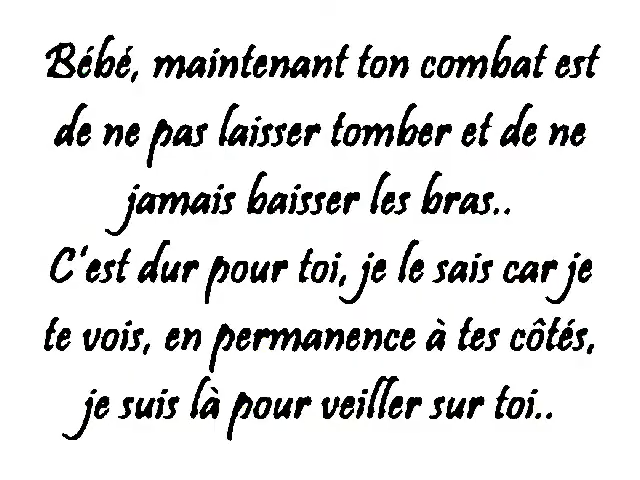 Bébé, maintenant ton combat est
de ne pas laisser tomber et de ne
jamais baisser les bras..
C'est dur pour toi, je le sais car je
te vois, en permanence à tes côtés,
je suis là pour veiller sur toi..